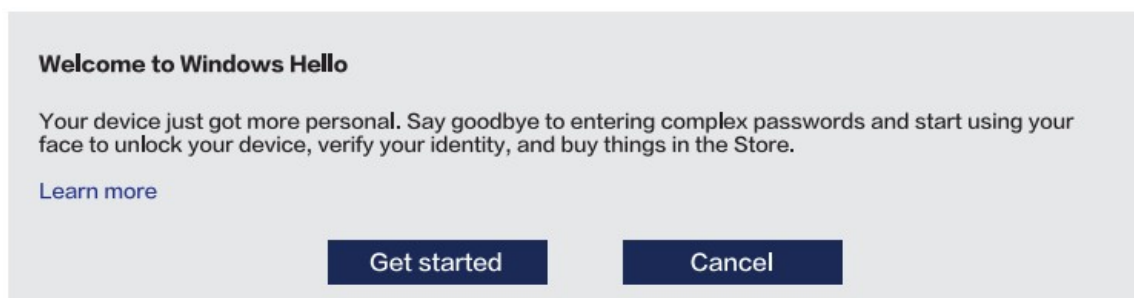 Welcome to Windows Hello
Your device just got more personal. Say goodbye to entering complex passwords and start using your
face to unlock your device, verify your identity, and buy things in the Store.
Learn more
Get started
Cancel